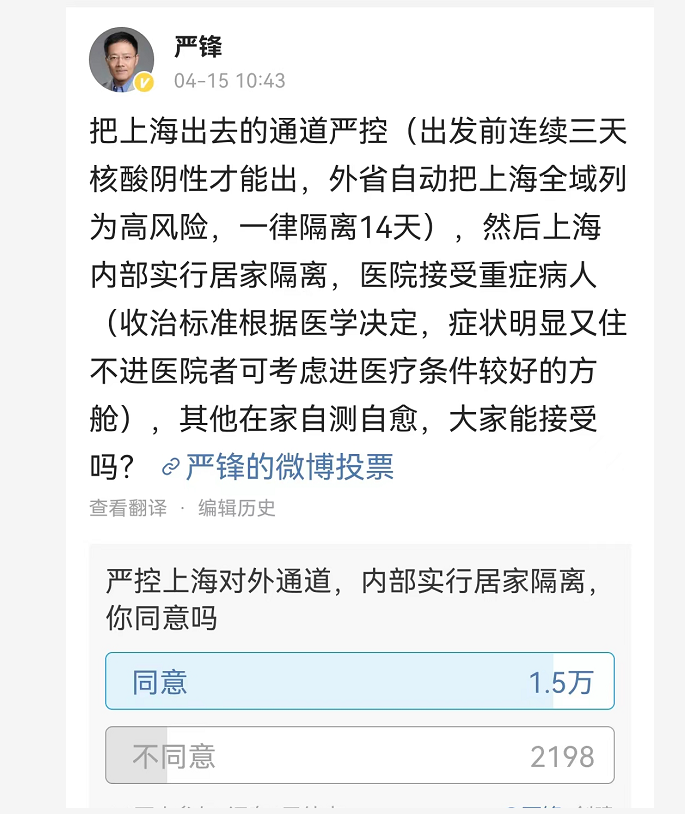 严锋
04-15 10:43
把上海出去的通道严控（出发前连续三天
核酸阴性才能出，外省自动把上海全域列
为高风险，一律隔离14天），然后上海
内部实行居家隔离，医院接受重症病人
（收治标准根据医学决定，症状明显又住
不进医院者可考虑进医疗条件较好的方
舱），其他在家自测自愈，大家能接受
吗？ 严锋的微博投票
查看翻译 · 编辑历史
严控上海对外通道，内部实行居家隔离，
你同意吗
同意 1.5万
不同意 2198